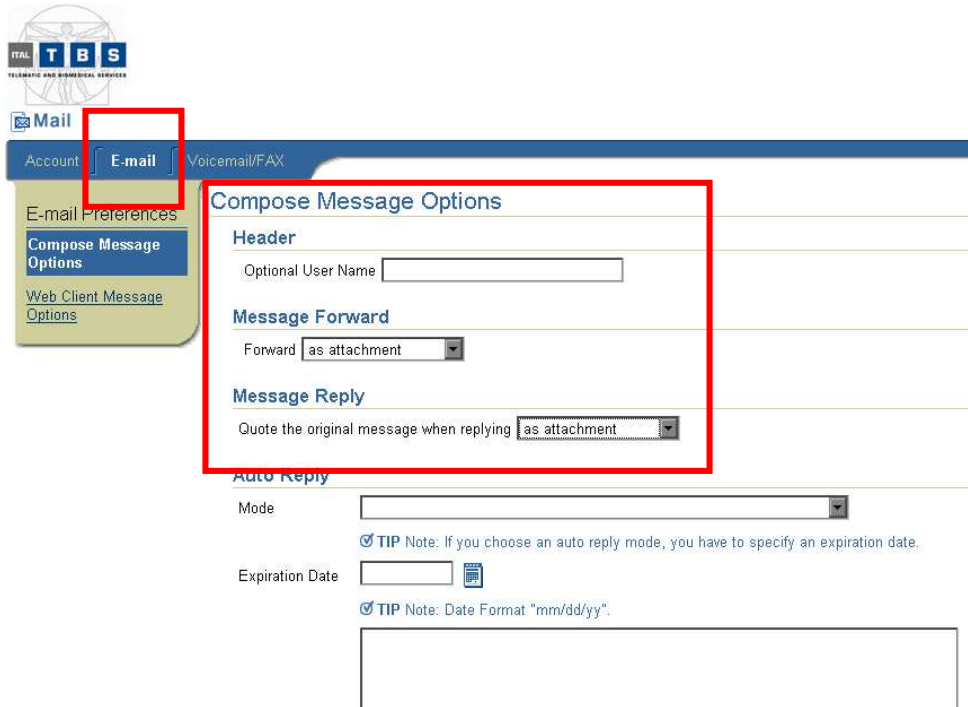 ITAL TBS
TELEMATIC AND BIOMEDICAL SERVICES
Mail
Account E-mail Voicemail/FAX
E-mail Preferences
Compose Message
Options
Web Client Message
Options
Compose Message Options
Header
Optional User Name
Message Forward
Forward as attachment
Message Reply
Quote the original message when replying as attachment
Auto Reply
Mode
TIP Note: If you choose an auto reply mode, you have to specify an expiration date.
Expiration Date
TIP Note: Date Format "mm/dd/yy".